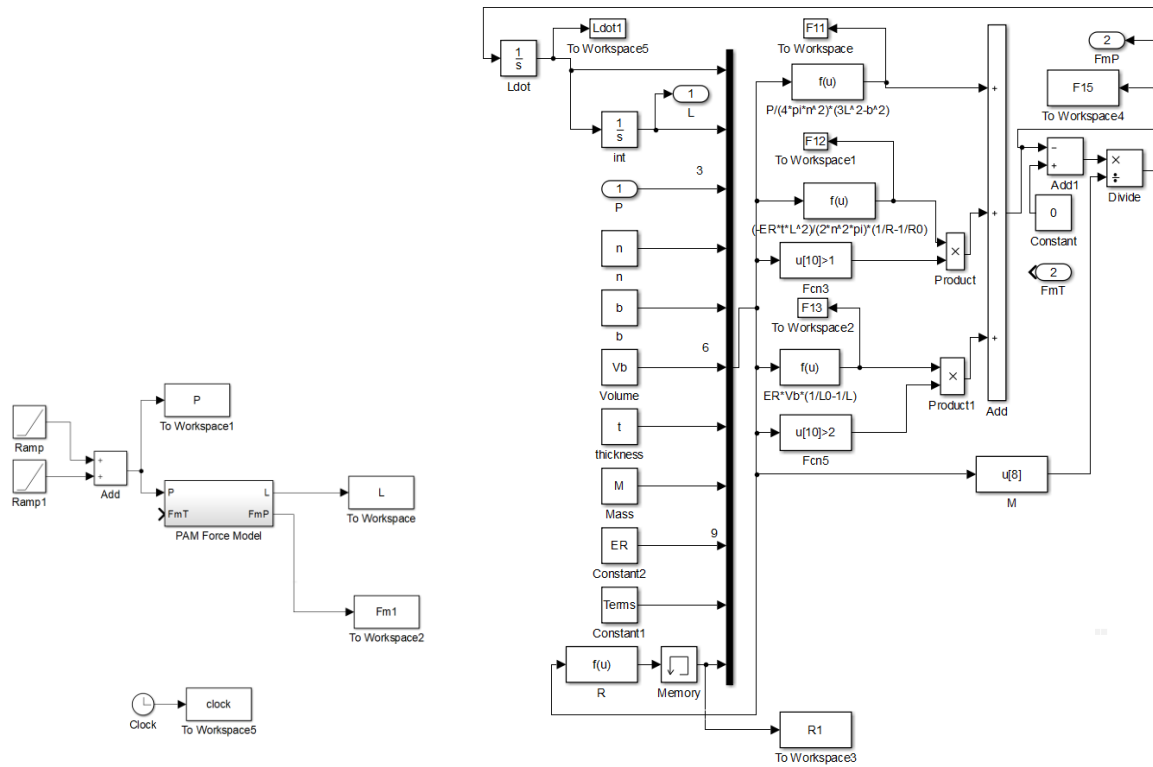 Ramp
Ramp1
+
+
Add
P
To Workspace1
P
FmT
L
FmP
PAM Force Model
L
To Workspace
Fm1
To Workspace2
Clock
clock
To Workspace5
1
s
Ldot
Ldot1
To Workspace5
1
L
1
s
int
3
1
P
n
n
b
b
6
Vb
Volume
t
thickness
M
Mass
9
ER
Constant2
Terms
Constant1
f(u)
R
Memory
R1
To Workspace3
F11
To Workspace
f(u)
P/(4*pi*n^2)*(3L^2-b^2)
F12
To Workspace1
f(u)
(-ER*t*L^2)/(2*n^2*pi)*(1/R-1/R0)
u[10]>1
Fcn3
×
Product
F13
To Workspace2
f(u)
ER*Vb*(1/L0-1/L)
×
Product1
u[10]>2
Fcn5
+
+
+
Add
u[8]
M
2
FmP
F15
To Workspace4
−
+
Add1
×
÷
Divide
0
Constant
2
FmT